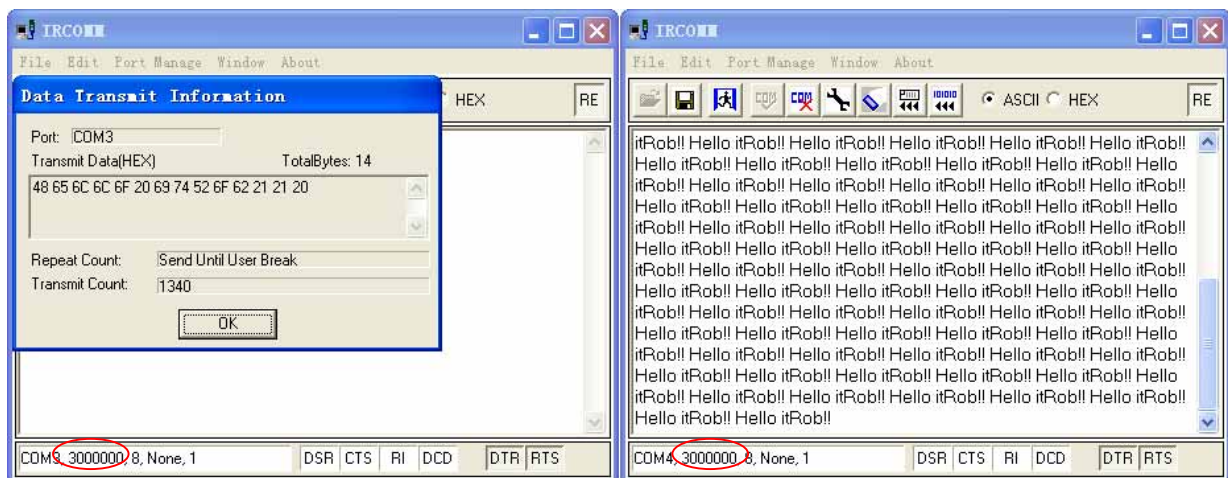 IRCOMM
File Edit Port Manage Window About
HEX
RE
Data Transmit Information
Port: COM3
Transmit Data(HEX) TotalBytes: 14
48 65 6C 6C 6F 20 69 74 52 6F 62 21 21 20
Repeat Count: Send Until User Break
Transmit Count: 1340
OK
COM3, 3000000, 8, None, 1 DSR CTS RI DCD DTR RTS
IRCOMM
File Edit Port Manage Window About
ASCII HEX RE
itRob!! Hello itRob!! Hello itRob!! Hello itRob!! Hello itRob!! Hello itRob!!
Hello itRob!! Hello itRob!! Hello itRob!! Hello itRob!! Hello itRob!! Hello
itRob!! Hello itRob!! Hello itRob!! Hello itRob!! Hello itRob!! Hello itRob!!
Hello itRob!! Hello itRob!! Hello itRob!! Hello itRob!! Hello itRob!! Hello
itRob!! Hello itRob!! Hello itRob!! Hello itRob!! Hello itRob!! Hello itRob!!
Hello itRob!! Hello itRob!! Hello itRob!! Hello itRob!! Hello itRob!! Hello
itRob!! Hello itRob!! Hello itRob!! Hello itRob!! Hello itRob!! Hello itRob!!
Hello itRob!! Hello itRob!! Hello itRob!! Hello itRob!! Hello itRob!! Hello
itRob!! Hello itRob!! Hello itRob!! Hello itRob!! Hello itRob!! Hello itRob!!
Hello itRob!! Hello itRob!! Hello itRob!! Hello itRob!! Hello itRob!! Hello
itRob!! Hello itRob!! Hello itRob!! Hello itRob!! Hello itRob!! Hello itRob!!
Hello itRob!! Hello itRob!! Hello itRob!! Hello itRob!! Hello itRob!! Hello
itRob!! Hello itRob!! Hello itRob!! Hello itRob!! Hello itRob!! Hello itRob!!
Hello itRob!! Hello itRob!!
COM4, 3000000, 8, None, 1 DSR CTS RI DCD DTR RTS